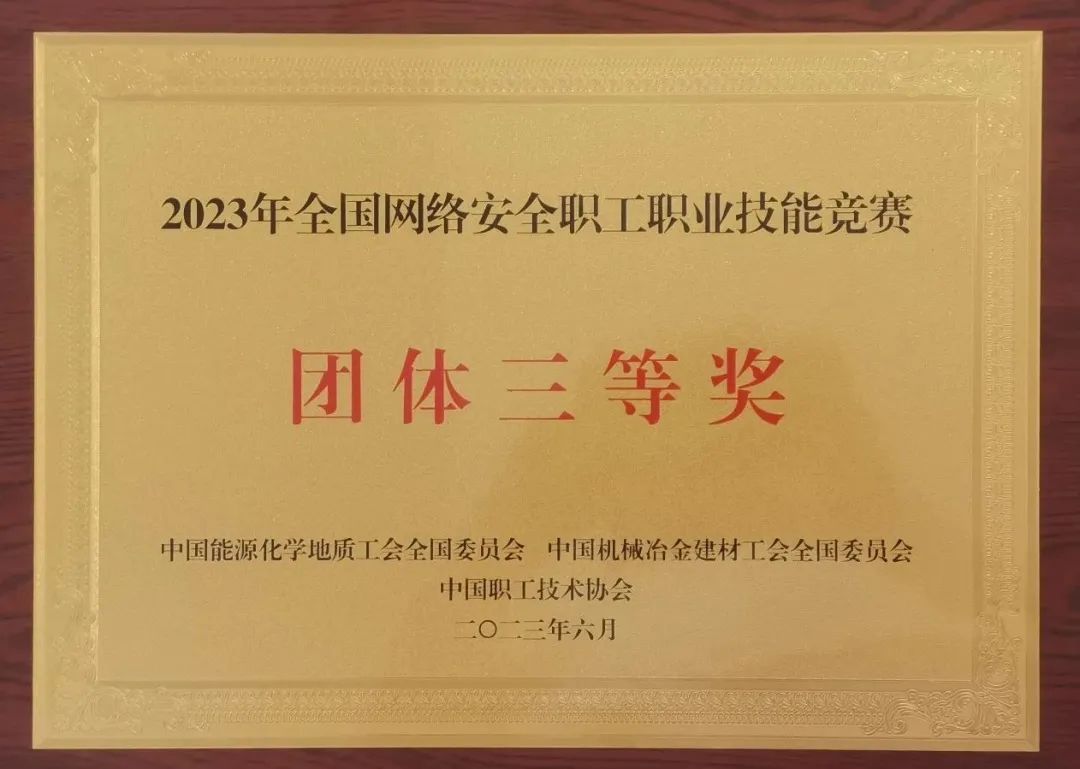 2023年全国网络安全职工职业技能竞赛
团体三等奖
中国能源化学地质工会全国委员会 中国机械冶金建材工会全国委员会
中国职工技术协会
二〇二三年六月